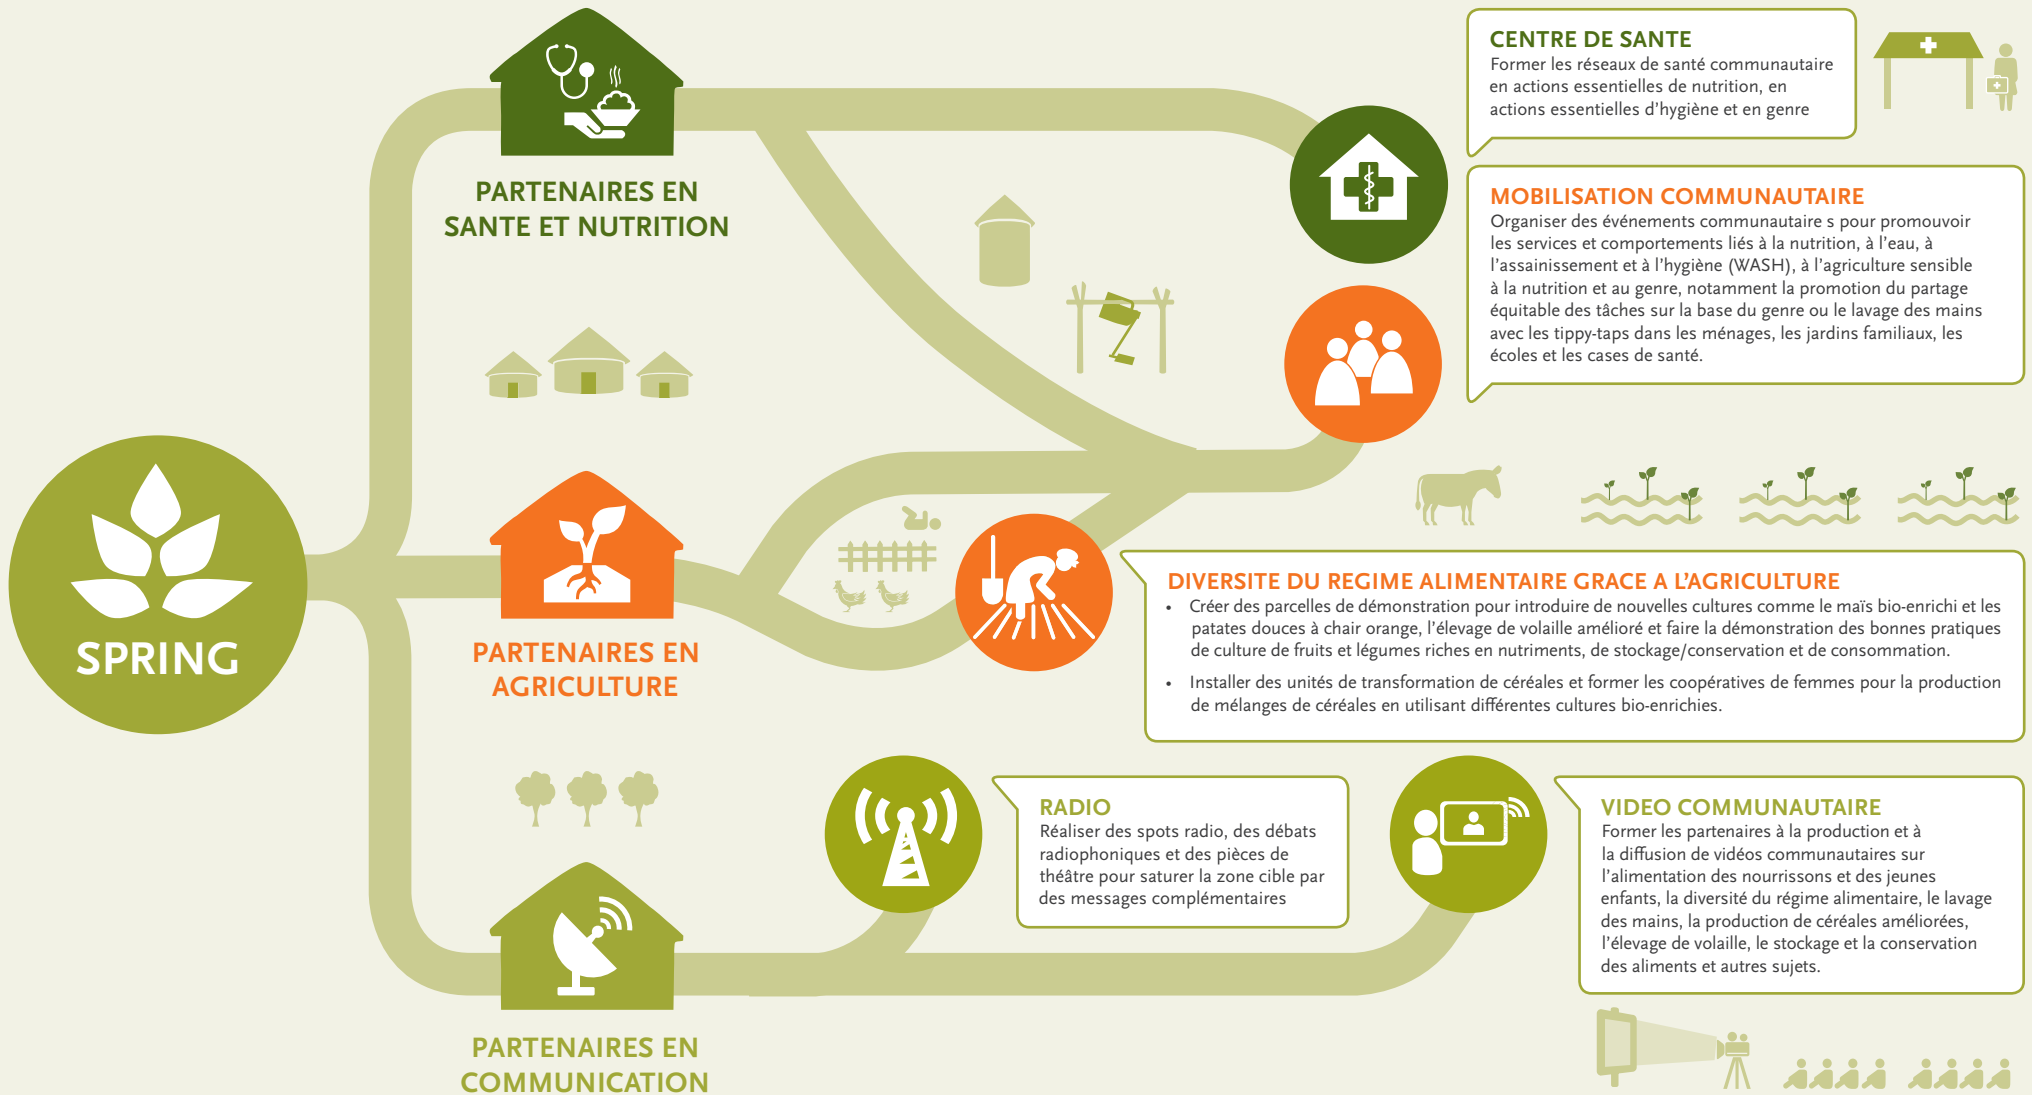 SPRING
PARTENAIRES EN
SANTE ET NUTRITION
PARTENAIRES EN
AGRICULTURE
PARTENAIRES EN
COMMUNICATION
CENTRE DE SANTE
Former les réseaux de santé communautaire
en actions essentielles de nutrition, en
actions essentielles d'hygiène et en genre
MOBILISATION COMMUNAUTAIRE
Organiser des événements communautaire s pour promouvoir
les services et comportements liés à la nutrition, à l'eau, à
l'assainissement et à l'hygiène (WASH), à l'agriculture sensible
à la nutrition et au genre, notamment la promotion du partage
équitable des tâches sur la base du genre ou le lavage des mains
avec les tippy-taps dans les ménages, les jardins familiaux, les
écoles et les cases de santé.
DIVERSITE DU REGIME ALIMENTAIRE GRACE A L'AGRICULTURE
• Créer des parcelles de démonstration pour introduire de nouvelles cultures comme le maïs bio-enrichi et les
patates douces à chair orange, l'élevage de volaille amélioré et faire la démonstration des bonnes pratiques
de culture de fruits et légumes riches en nutriments, de stockage/conservation et de consommation.
• Installer des unités de transformation de céréales et former les coopératives de femmes pour la production
de mélanges de céréales en utilisant différentes cultures bio-enrichies.
RADIO
Réaliser des spots radio, des débats
radiophoniques et des pièces de
théâtre pour saturer la zone cible par
des messages complémentaires
VIDEO COMMUNAUTAIRE
Former les partenaires à la production et à
la diffusion de vidéos communautaires sur
l'alimentation des nourrissons et des jeunes
enfants, la diversité du régime alimentaire, le lavage
des mains, la production de céréales améliorées,
l'élevage de volaille, le stockage et la conservation
des aliments et autres sujets.